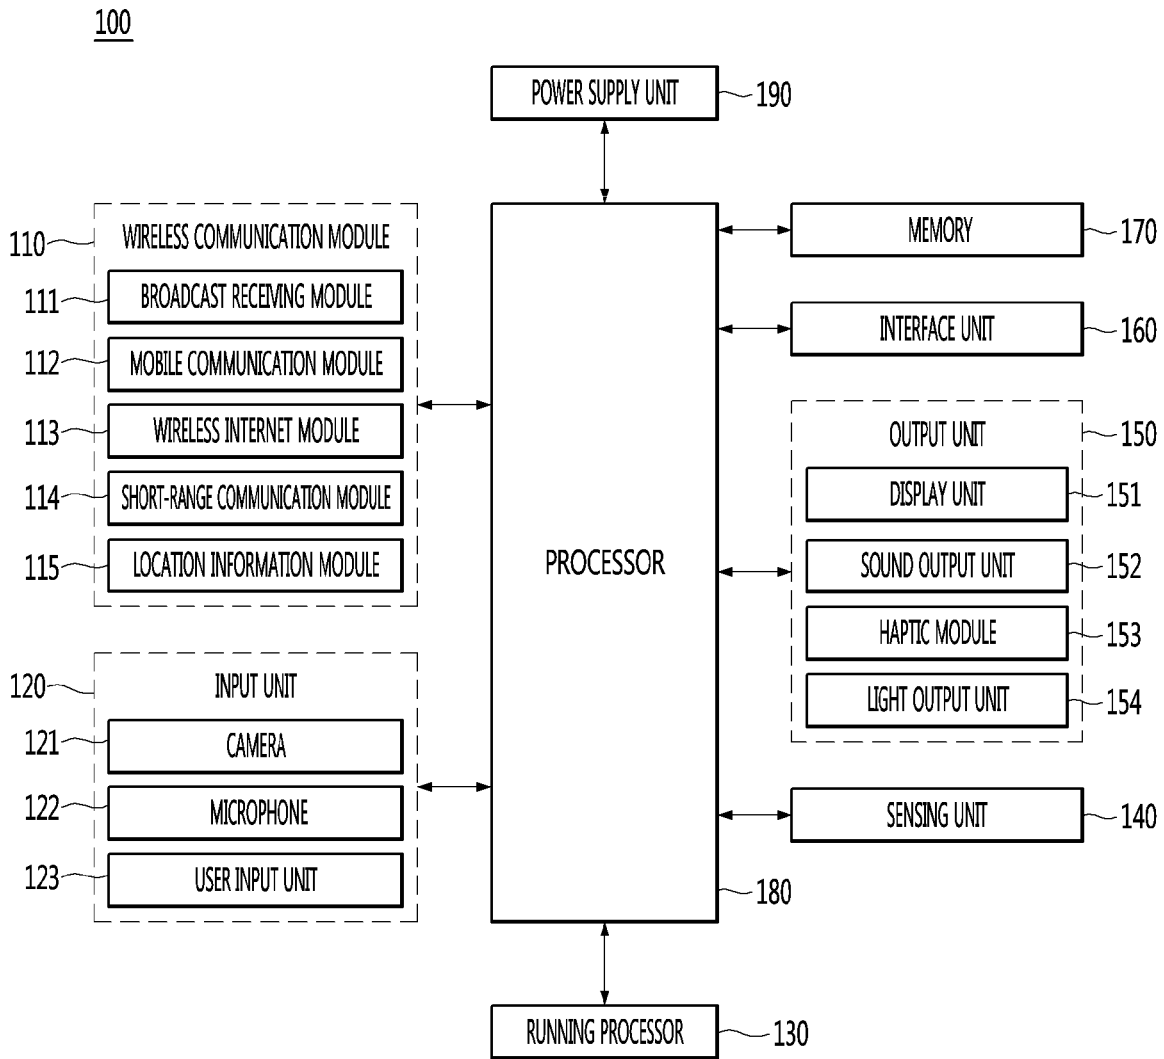 100
POWER SUPPLY UNIT 190
110 WIRELESS COMMUNICATION MODULE
111 BROADCAST RECEIVING MODULE
112 MOBILE COMMUNICATION MODULE
113 WIRELESS INTERNET MODULE
114 SHORT-RANGE COMMUNICATION MODULE
115 LOCATION INFORMATION MODULE
120 INPUT UNIT
121 CAMERA
122 MICROPHONE
123 USER INPUT UNIT
PROCESSOR
180
MEMORY 170
INTERFACE UNIT 160
OUTPUT UNIT 150
DISPLAY UNIT 151
SOUND OUTPUT UNIT 152
HAPTIC MODULE 153
LIGHT OUTPUT UNIT 154
SENSING UNIT 140
RUNNING PROCESSOR 130